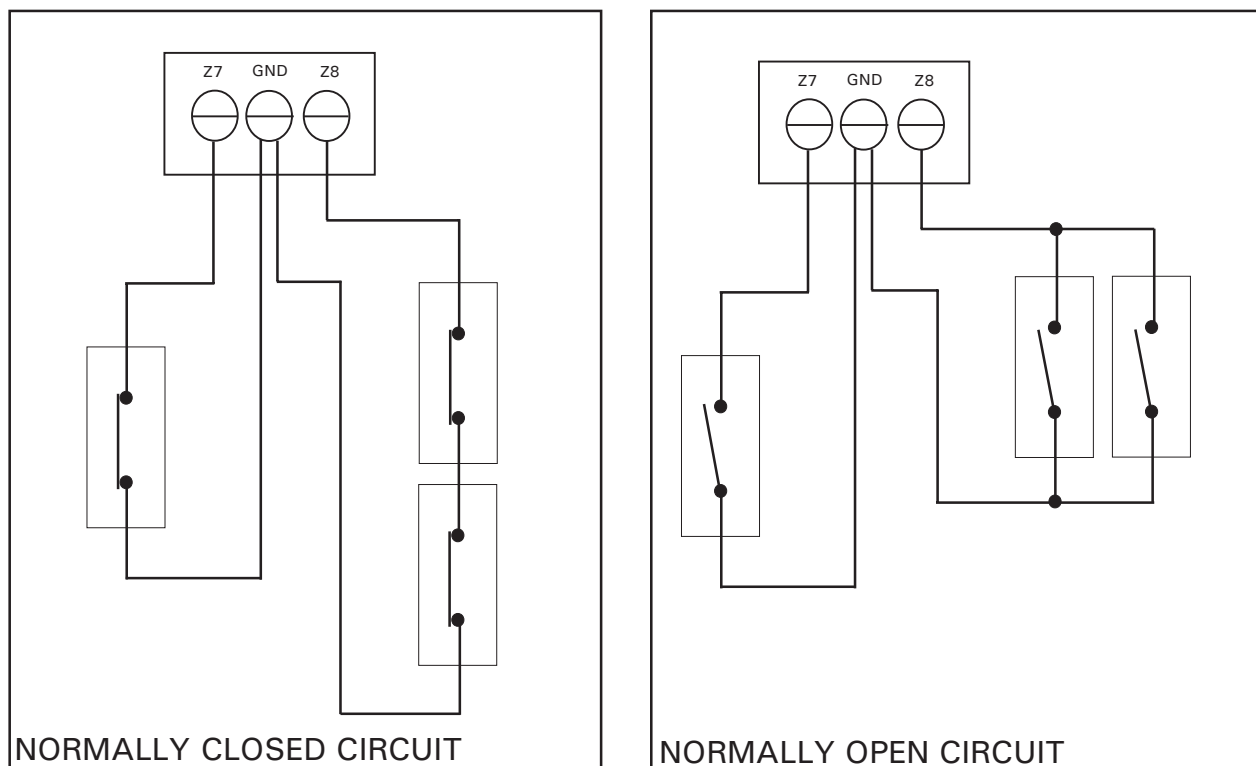 Z7 GND Z8
NORMALLY CLOSED CIRCUIT
Z7 GND Z8
NORMALLY OPEN CIRCUIT